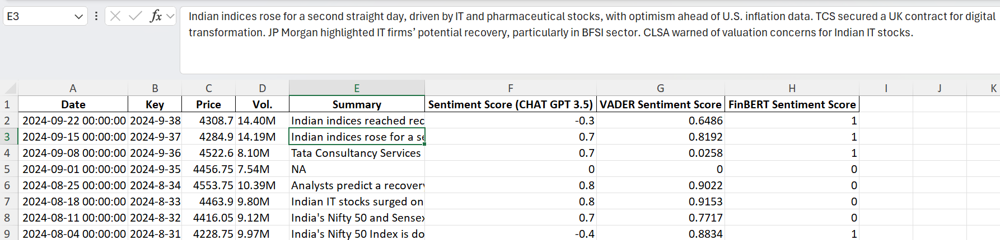 E3 fx Indian indices rose for a second straight day, driven by IT and pharmaceutical stocks, with optimism ahead of U.S. inflation data. TCS secured a UK contract for digital
transformation. JP Morgan highlighted IT firms’ potential recovery, particularly in BFSI sector. CLSA warned of valuation concerns for Indian IT stocks.
A B C D E F G H I J K
1 Date Key Price Vol. Summary Sentiment Score (CHAT GPT 3.5) VADER Sentiment Score FinBERT Sentiment Score
2 2024-09-22 00:00:00 2024-9-38 4308.7 14.40M Indian indices reached rec -0.3 0.6486 1
3 2024-09-15 00:00:00 2024-9-37 4284.9 14.19M Indian indices rose for a se 0.7 0.8192 1
4 2024-09-08 00:00:00 2024-9-36 4522.6 8.10M Tata Consultancy Services 0.7 0.0258 1
5 2024-09-01 00:00:00 2024-9-35 4456.75 7.54M NA 0 0 0
6 2024-08-25 00:00:00 2024-8-34 4553.75 10.39M Analysts predict a recovery 0.8 0.9022 0
7 2024-08-18 00:00:00 2024-8-33 4463.9 9.80M Indian IT stocks surged on 0.8 0.9153 0
8 2024-08-11 00:00:00 2024-8-32 4416.05 9.12M India's Nifty 50 and Sensex 0.7 0.7717 0
9 2024-08-04 00:00:00 2024-8-31 4228.75 9.97M India's Nifty 50 Index is do -0.4 0.8834 1